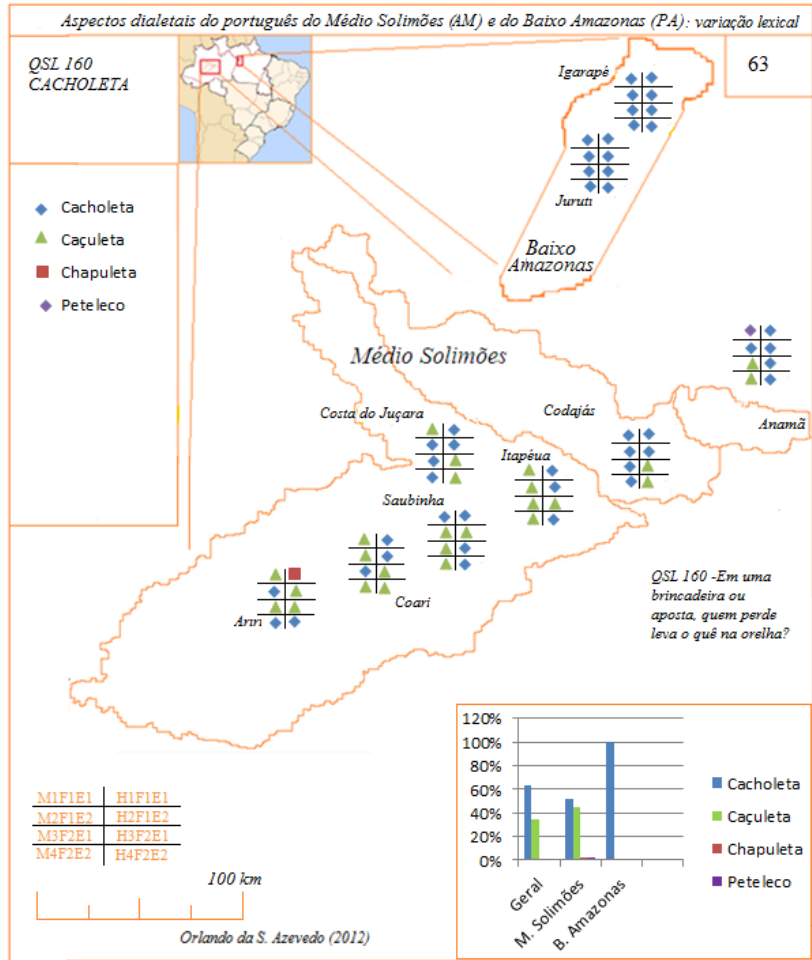 Aspectos dialetais do português do Médio Solimões (AM) e do Baixo Amazonas (PA): variação lexical
QSL 160
CACHOLETA
63
Igarapé
Juruti
Baixo
Amazonas
Cacholeta
Caçuleta
Chapuleta
Peteleco
Médio Solimões
Costa do Juçara
Codajás
Anamã
Itapéua
Saubinha
Coari
Ariri
QSL 160 -Em uma
brincadeira ou
aposta, quem perde
leva o quê na orelha?
120%
100%
80%
60%
40%
20%
0%
Geral
M. Solimões
B. Amazonas
Cacholeta
Caçuleta
Chapuleta
Peteleco
M1F1E1 H1F1E1
M2F1E2 H2F1E2
M3F2E1 H3F2E1
M4F2E2 H4F2E2
100 km
Orlando da S. Azevedo (2012)